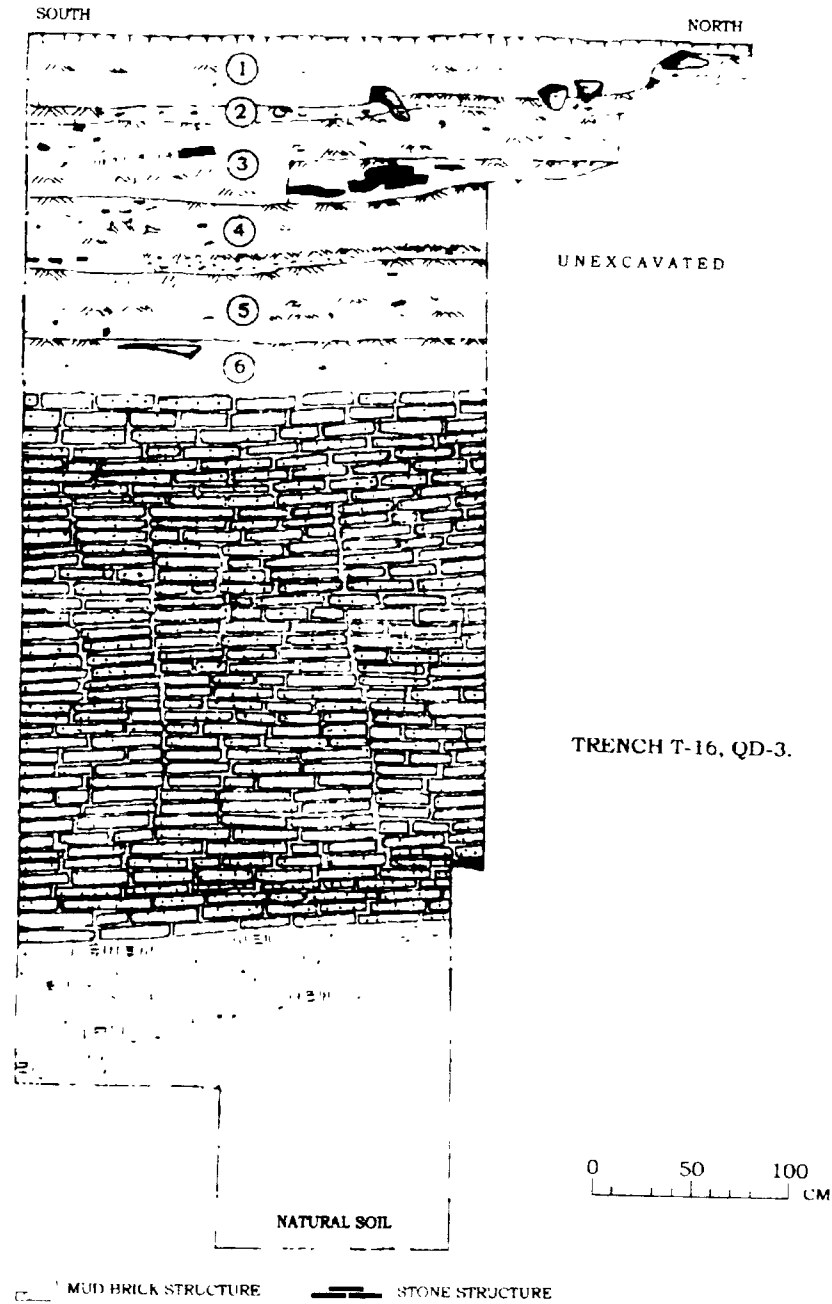 SOUTH
NORTH
1
2
3
4
UNEXCAVATED
5
6
TRENCH T-16, QD-3.
0 50 100
CM
NATURAL SOIL
MUD BRICK STRUCTURE STONE STRUCTURE